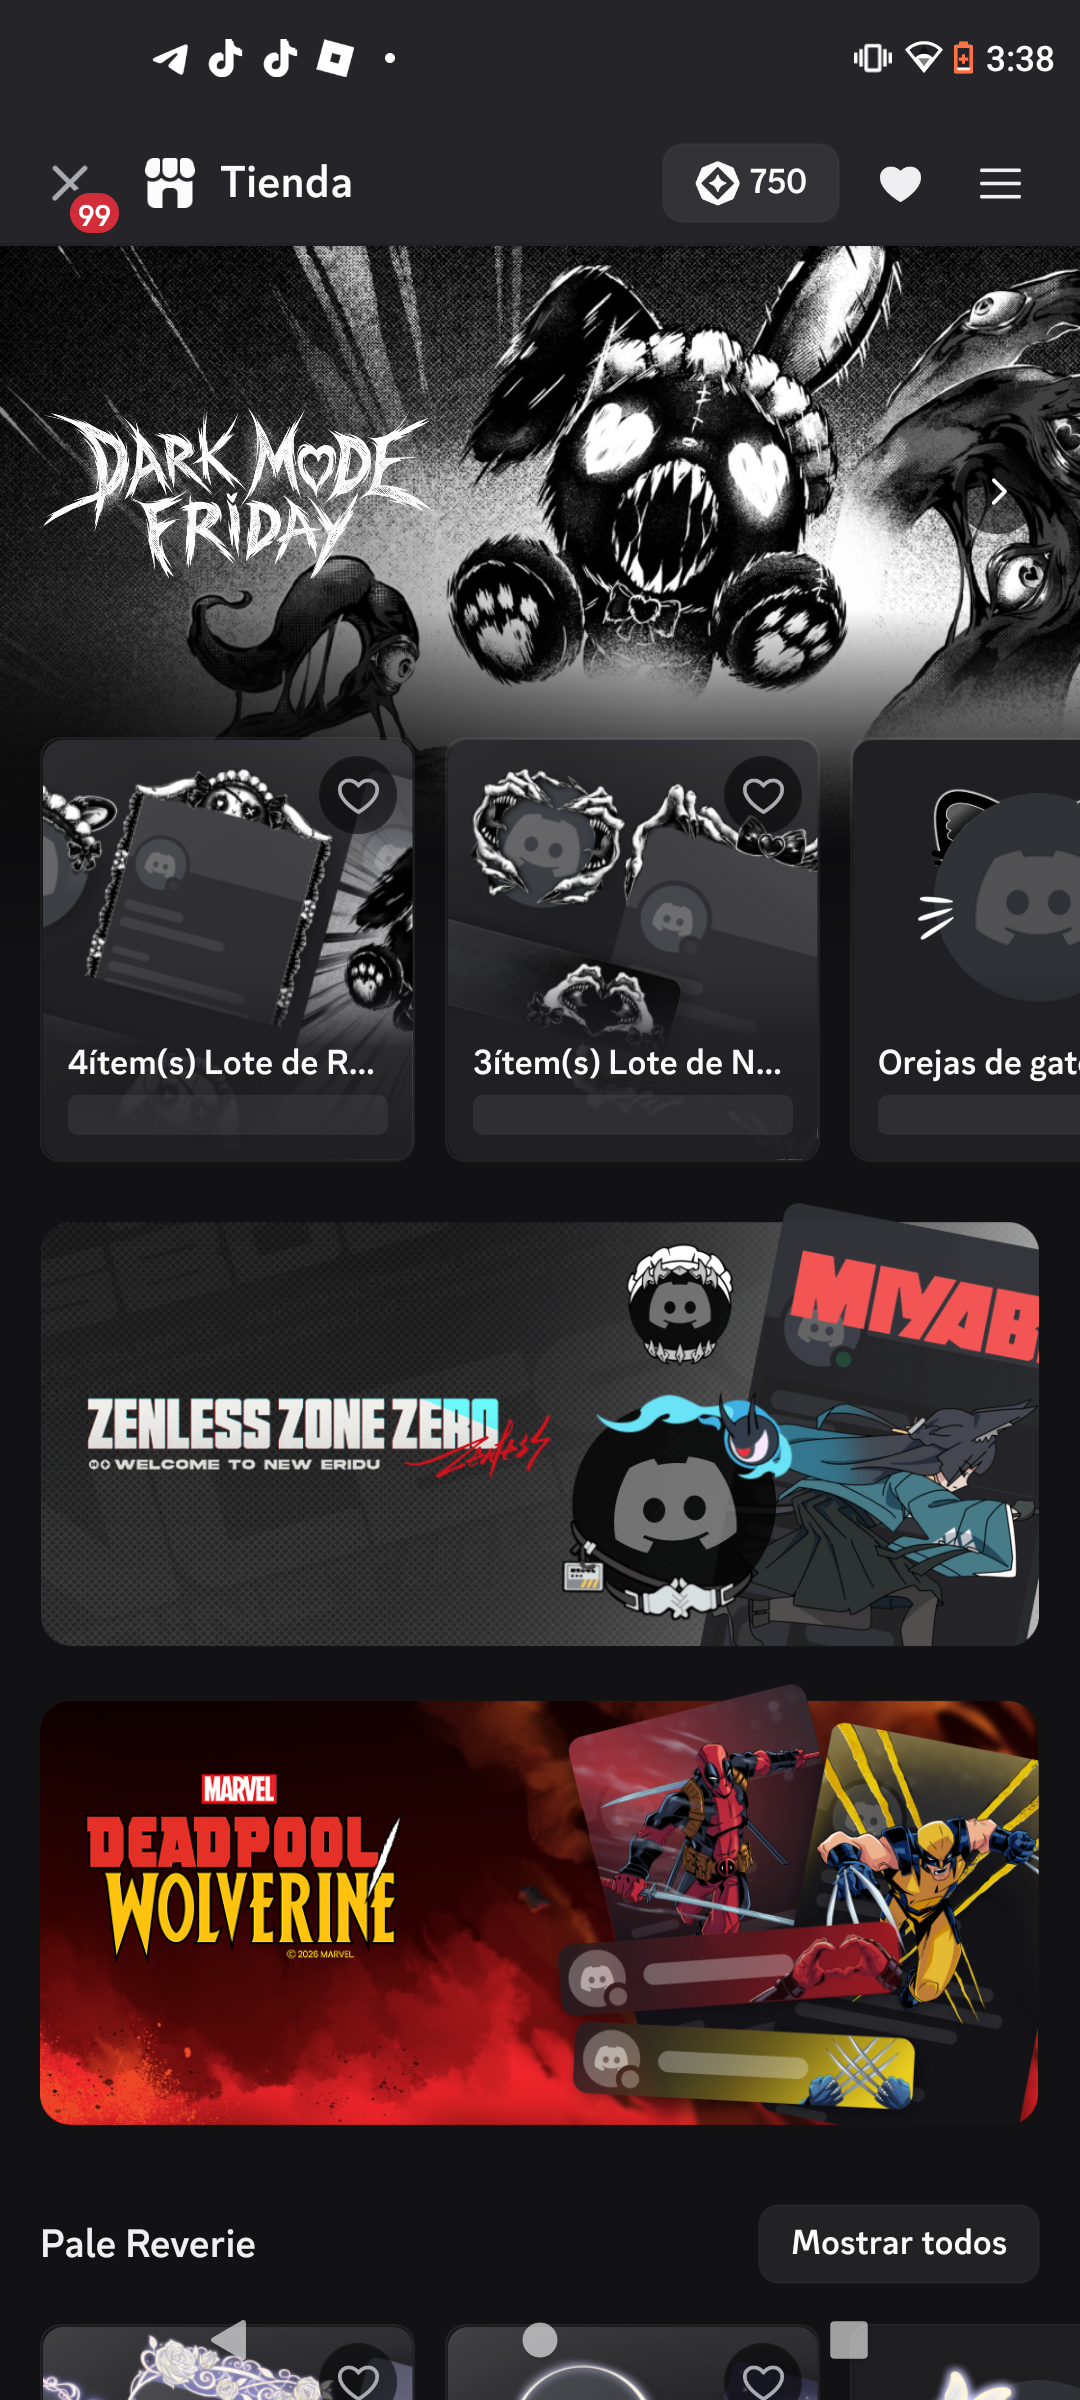 3:38
99
Tienda
750
DARK MODE
FRIDAY
4ítem(s) Lote de R...
3ítem(s) Lote de N...
Orejas de gat
MIYAB
ZENLESS ZONE ZERO
Zenless
WELCOME TO NEW ERIDU
MARVEL
DEADPOOL
WOLVERINE
© 2026 MARVEL
Pale Reverie
Mostrar todos